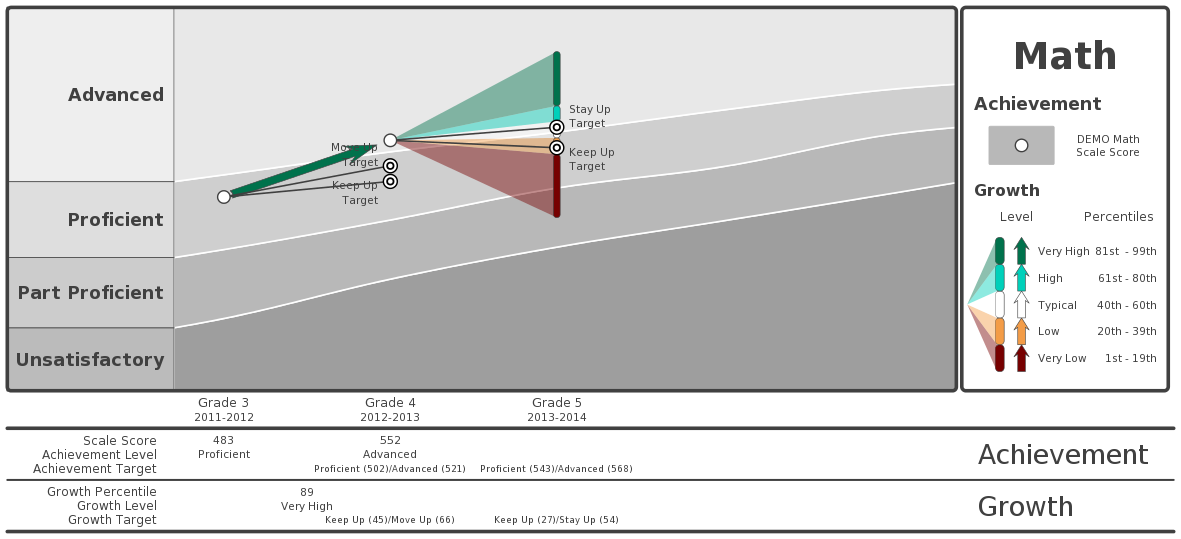 Advanced
Proficient
Part Proficient
Unsatisfactory
Move Up
Target
Keep Up
Target
Stay Up
Target
Keep Up
Target
Math
Achievement
DEMO Math
Scale Score
Growth
Level Percentiles
Very High 81st - 99th
High 61st - 80th
Typical 40th - 60th
Low 20th - 39th
Very Low 1st - 19th
Grade 3 Grade 4 Grade 5
2011-2012 2012-2013 2013-2014
Scale Score 483 552
Achievement Level Proficient Advanced
Achievement Target Proficient (502)/Advanced (521) Proficient (543)/Advanced (568)
Achievement
Growth Percentile 89
Growth Level Very High
Growth Target Keep Up (45)/Move Up (66) Keep Up (27)/Stay Up (54)
Growth